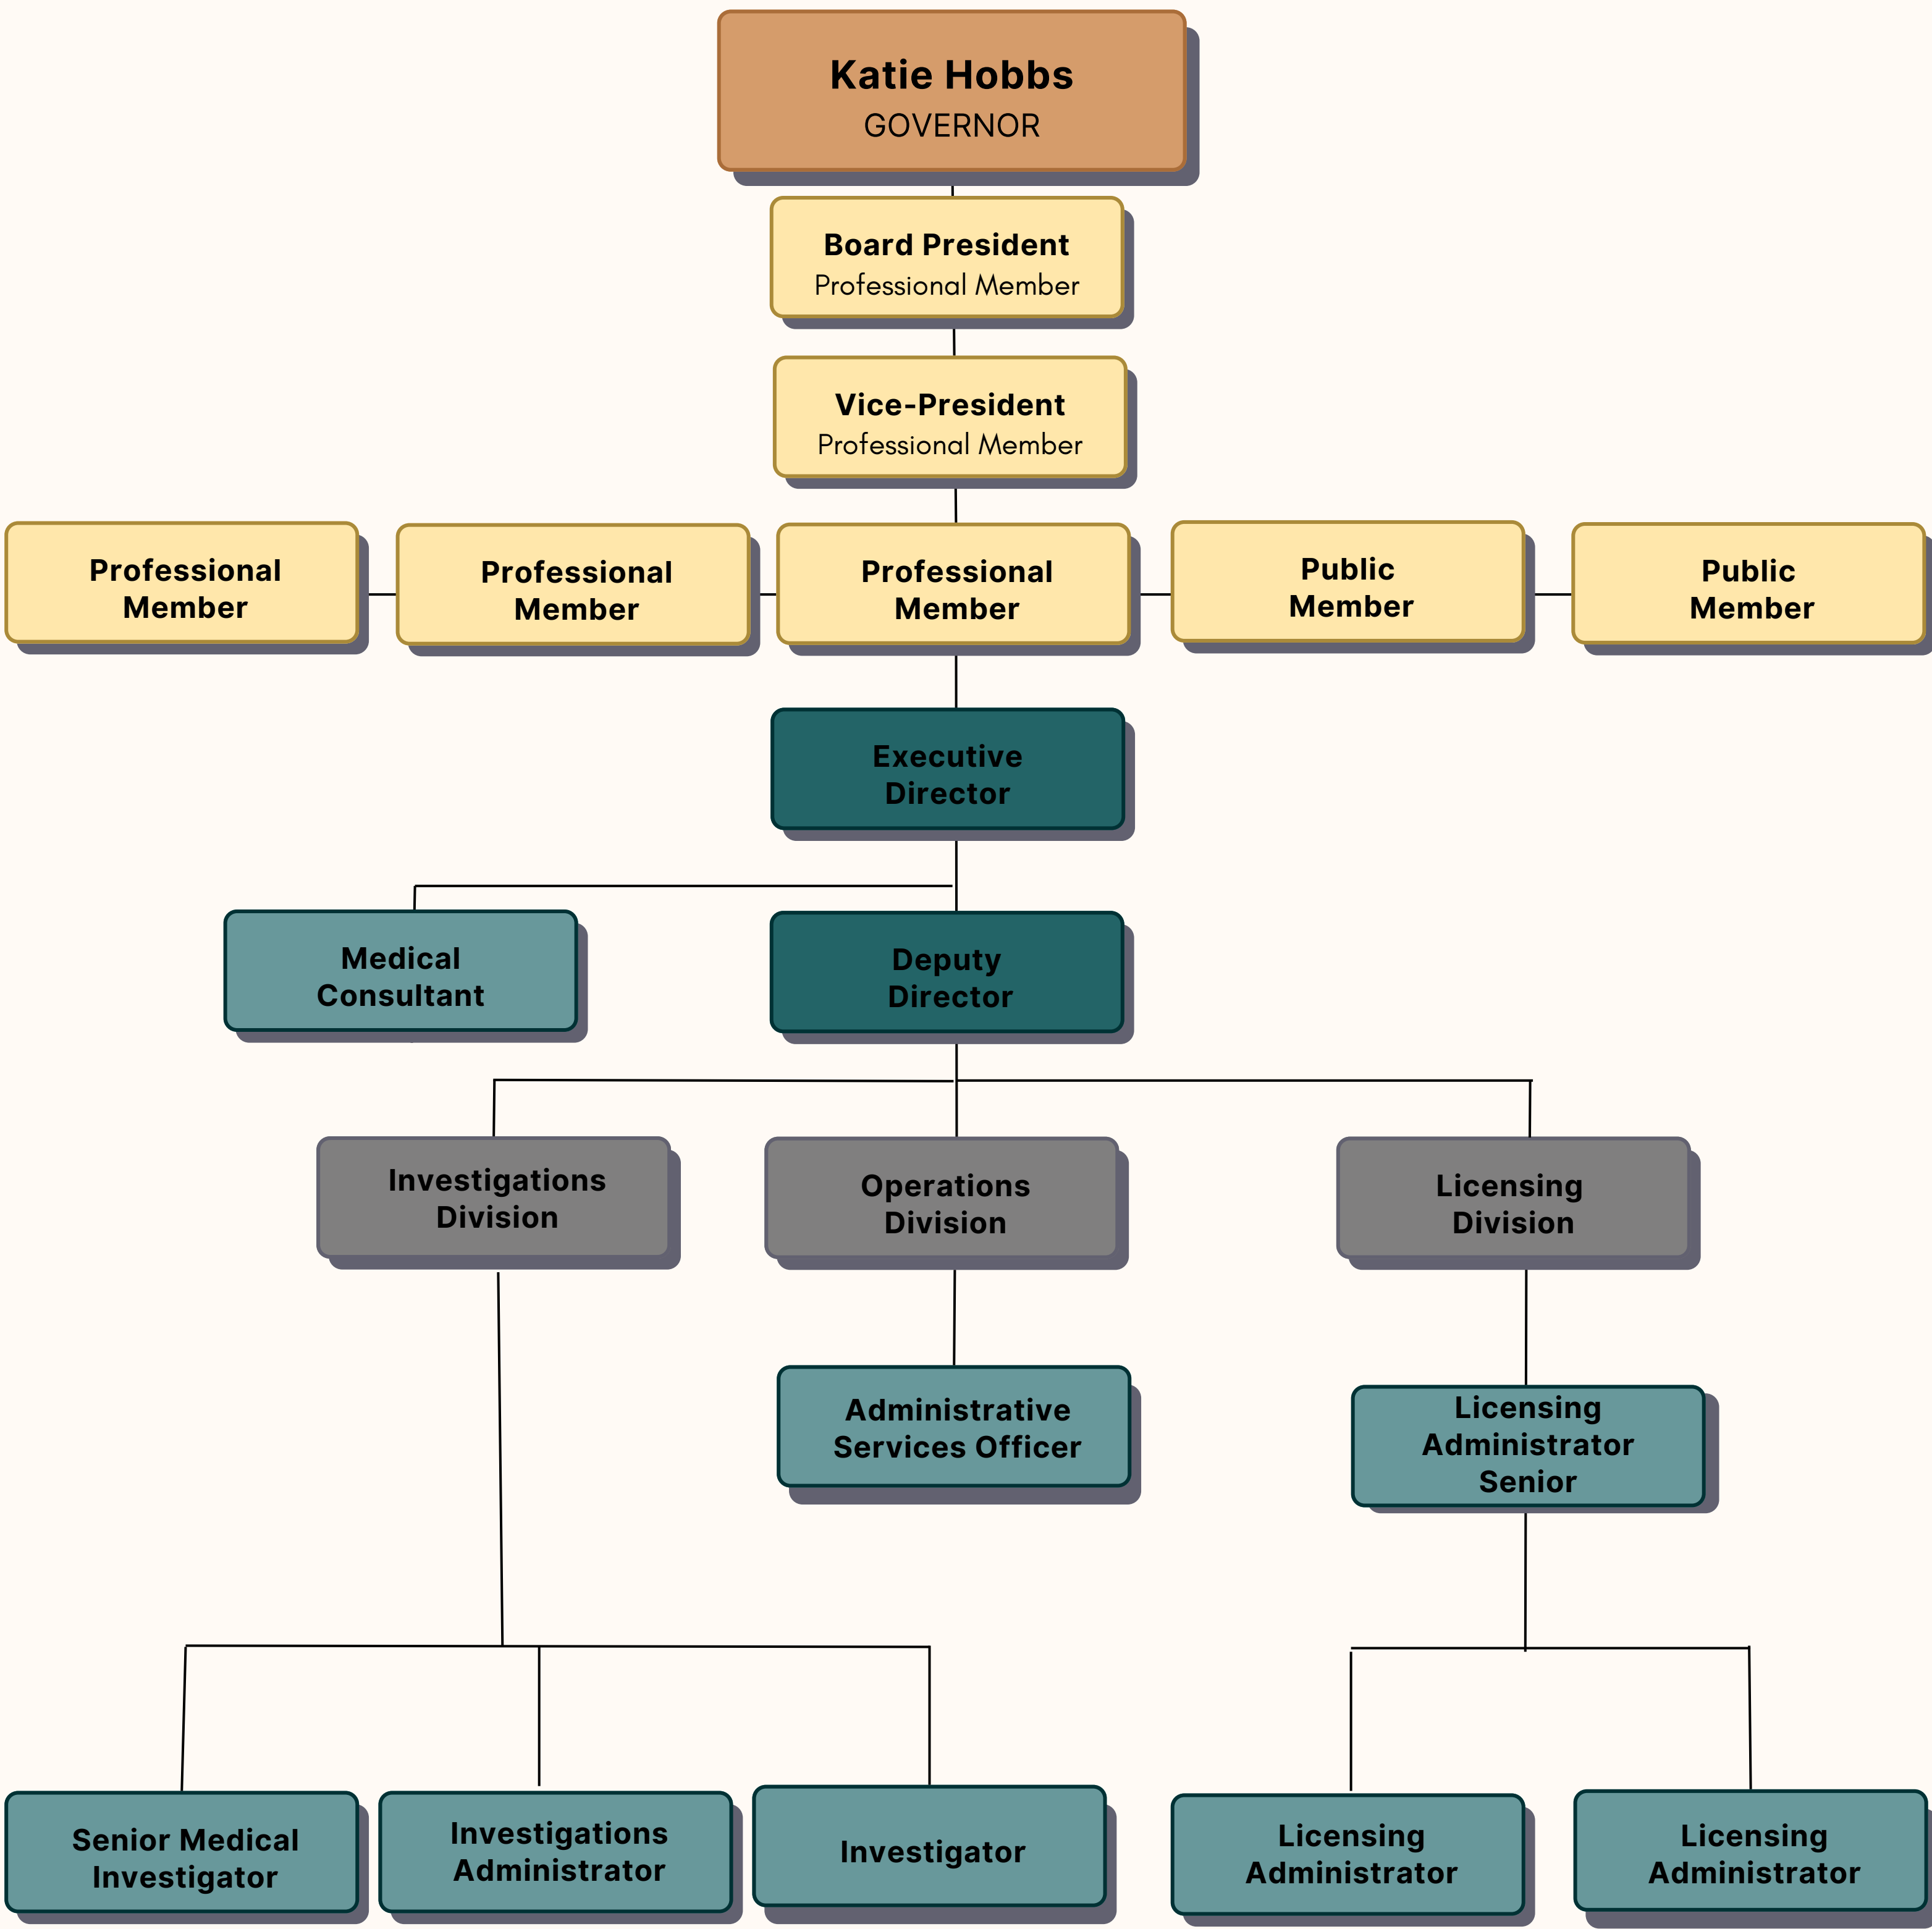 Katie Hobbs
GOVERNOR
Board President
Professional Member
Vice-President
Professional Member
Professional
Member
Professional
Member
Professional
Member
Public
Member
Public
Member
Executive
Director
Medical
Consultant
Deputy
Director
Investigations
Division
Operations
Division
Licensing
Division
Administrative
Services Officer
Licensing
Administrator
Senior
Senior Medical
Investigator
Investigations
Administrator
Investigator
Licensing
Administrator
Licensing
Administrator